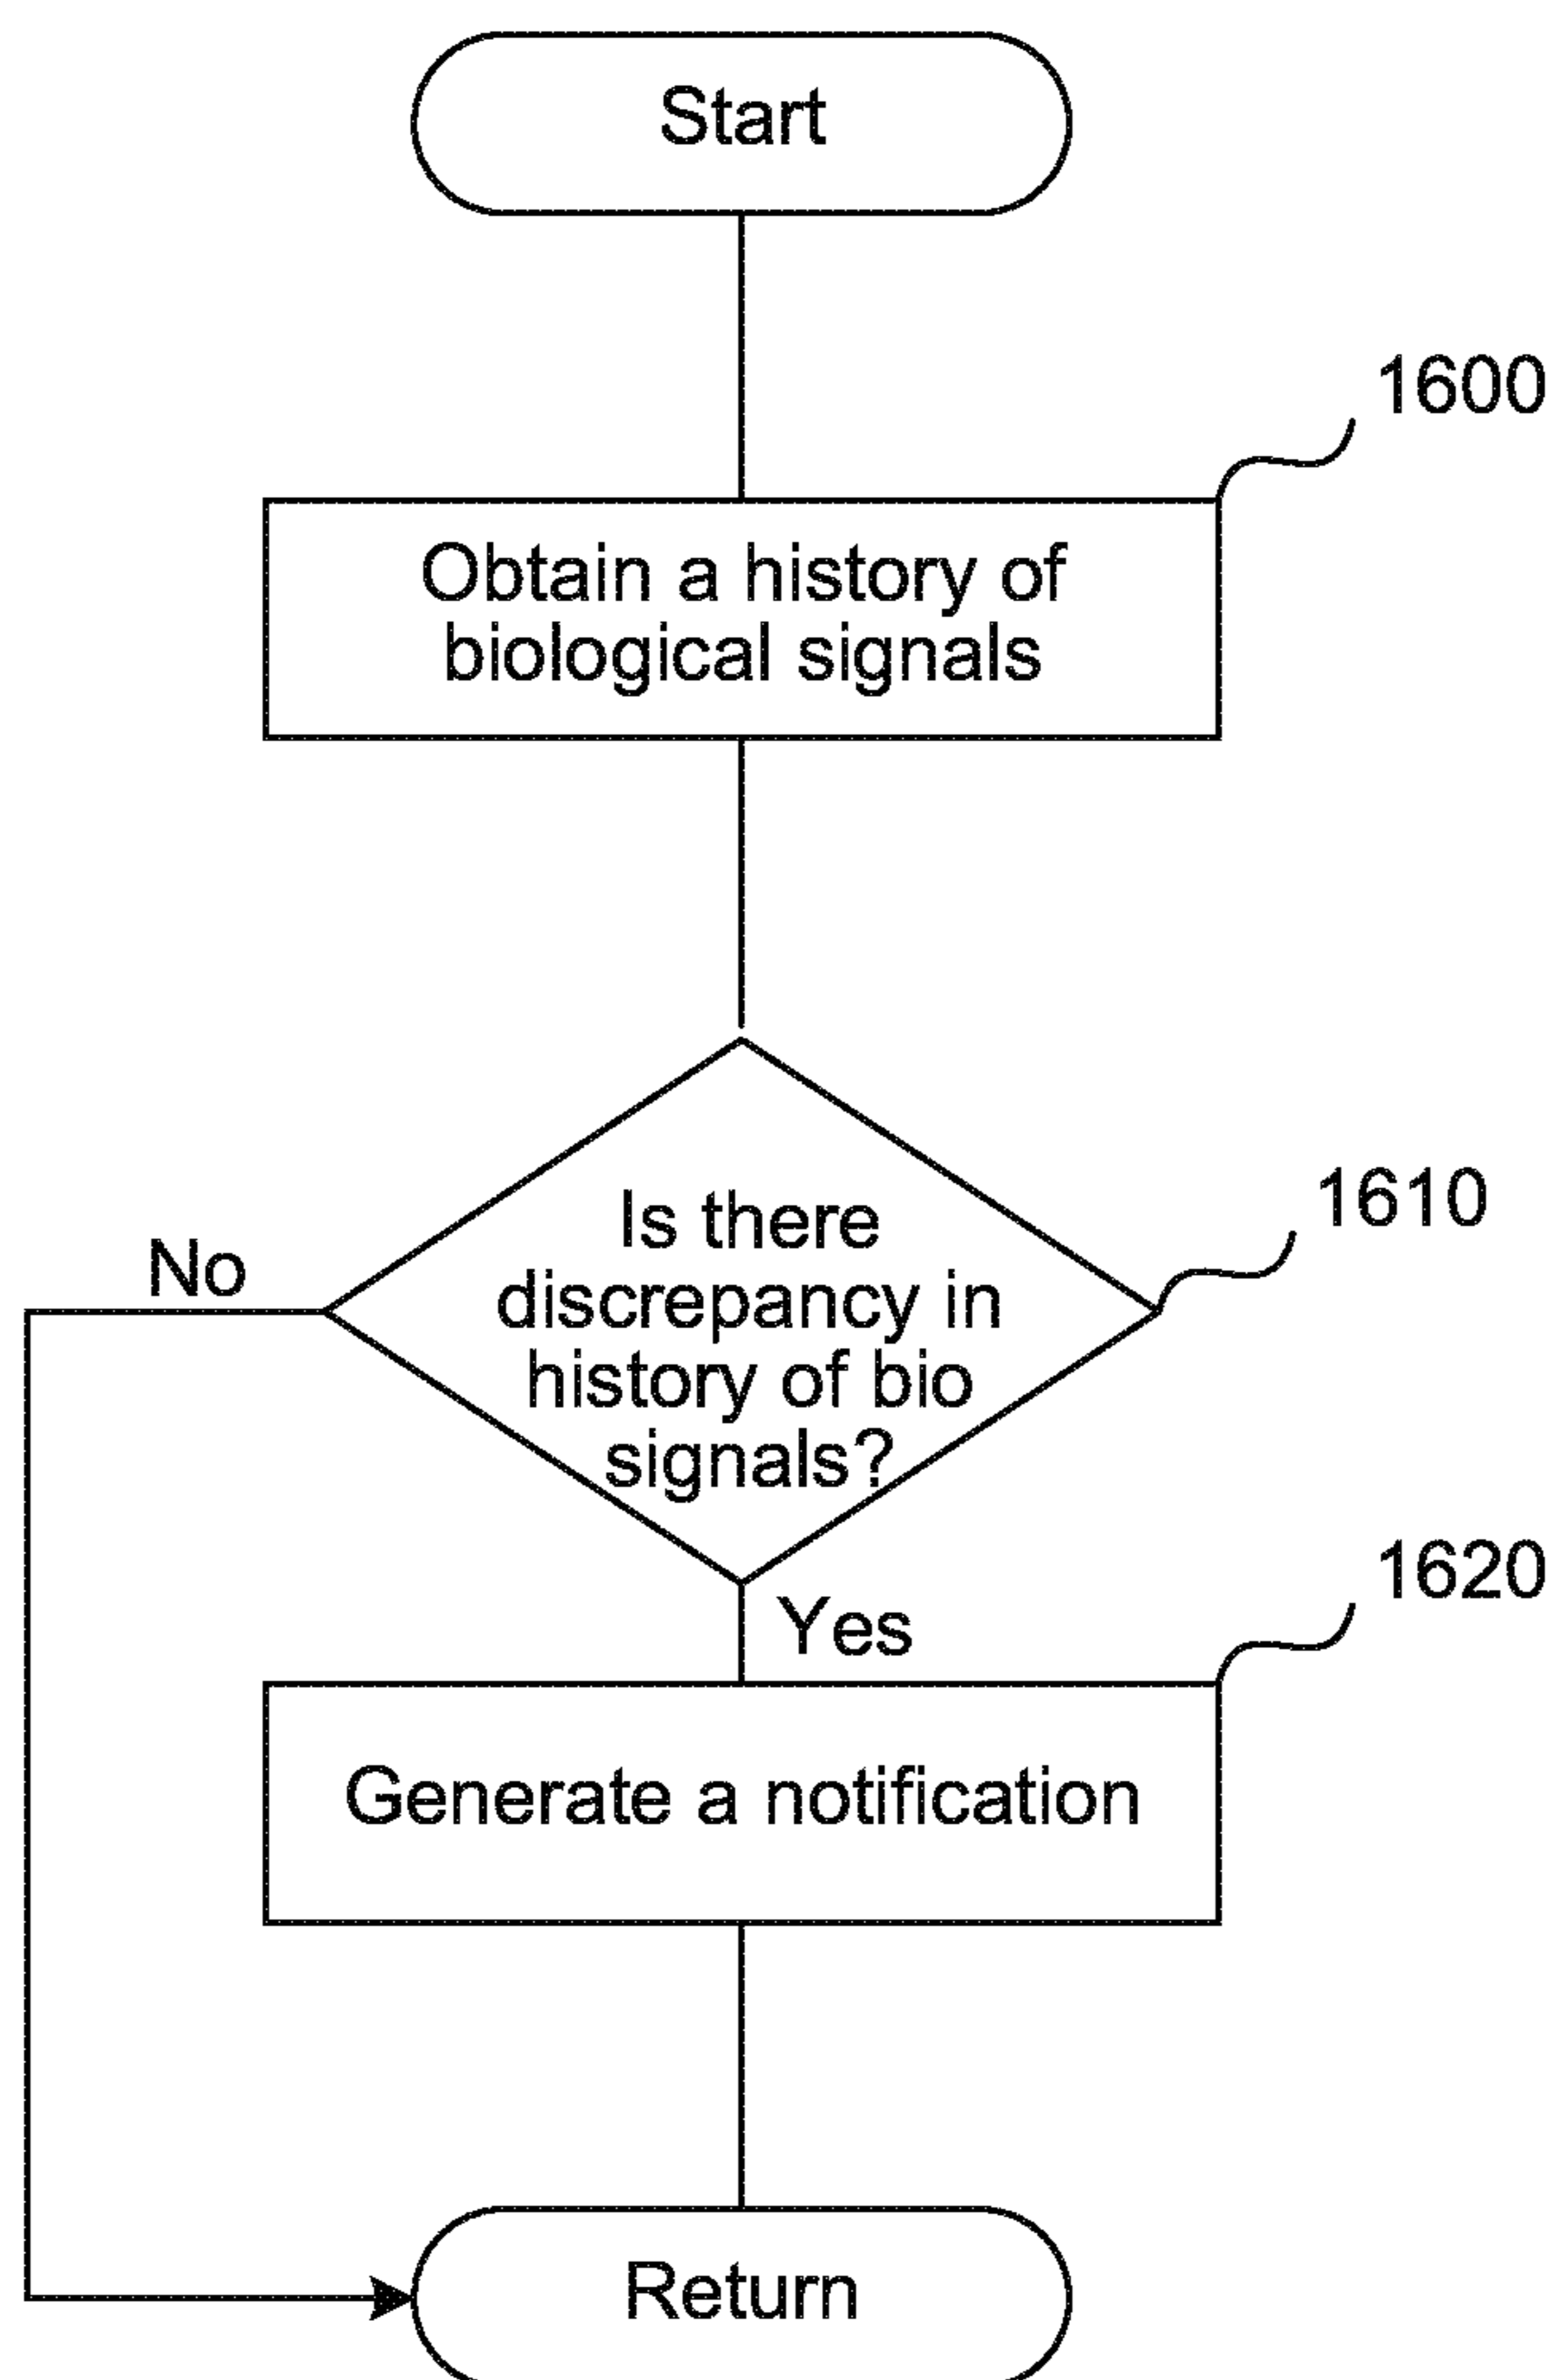 Start
1600
Obtain a history of
biological signals
1610
Is there
discrepancy in
history of bio
signals?
No
Yes
1620
Generate a notification
Return